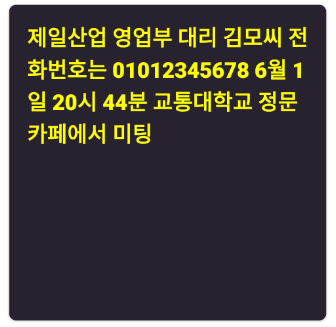 제일산업 영업부 대리 김모씨 전
화번호는 01012345678 6월 1
일 20시 44분 교통대학교 정문
카페에서 미팅